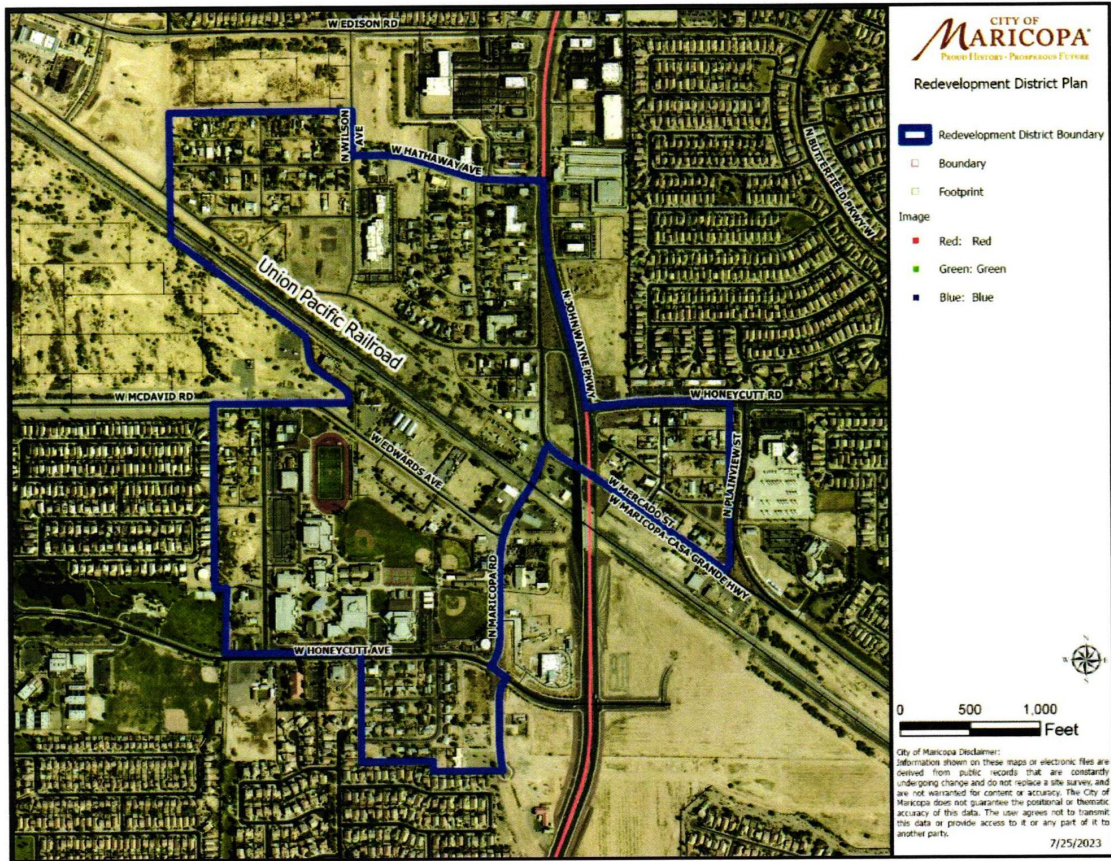 W EDISON RD
N WILSON
AVE
W HATHAWAY AVE
N BUTTERFIELD PKWY
Union Pacific Railroad
N JOHN WAYNE PKWY
W MCDAVID RD
W HONEYCUTT RD
W EDWARDS AVE
N PLAINVIEW ST
W MERCADO ST
W MARICOPA-CASA GRANDE HWY
N MARICOPA RD
W HONEYCUTT AVE
CITY OF
MARICOPA®
PROUD HISTORY • PROSPEROUS FUTURE
Redevelopment District Plan
Redevelopment District Boundary
Boundary
Footprint
Image
Red: Red
Green: Green
Blue: Blue
N
W E
S
0 500 1,000
Feet
City of Maricopa Disclaimer:
Information shown on these maps or electronic files are
derived from public records that are constantly
undergoing change and do not replace a site survey, and
are not warranted for content or accuracy. The City of
Maricopa does not guarantee the positional or thematic
accuracy of this data. The user agrees not to transmit
this data or provide access to it or any part of it to
another party.
7/25/2023